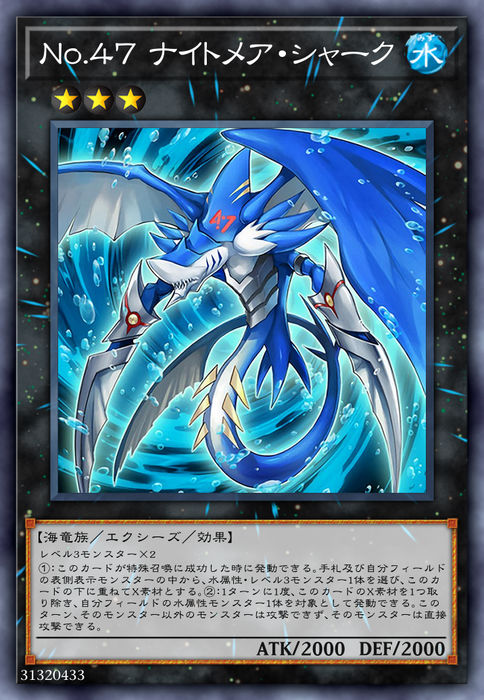 No.47 ナイトメア・シャーク
みず
水
47
【海竜族/エクシーズ/効果】
レベル3モンスター×2
①:このカードが特殊召喚に成功した時に発動できる。手札及び自分フィールド
の表側表示モンスターの中から、水属性・レベル3モンスター1体を選び、このカ
ードの下に重ねてX素材とする。②:1ターンに1度、このカードのX素材を1つ取
り除き、自分フィールドの水属性モンスター1体を対象として発動できる。このタ
ーン、そのモンスター以外のモンスターは攻撃できず、そのモンスターは直接
攻撃できる。
ATK/2000 DEF/2000
31320433